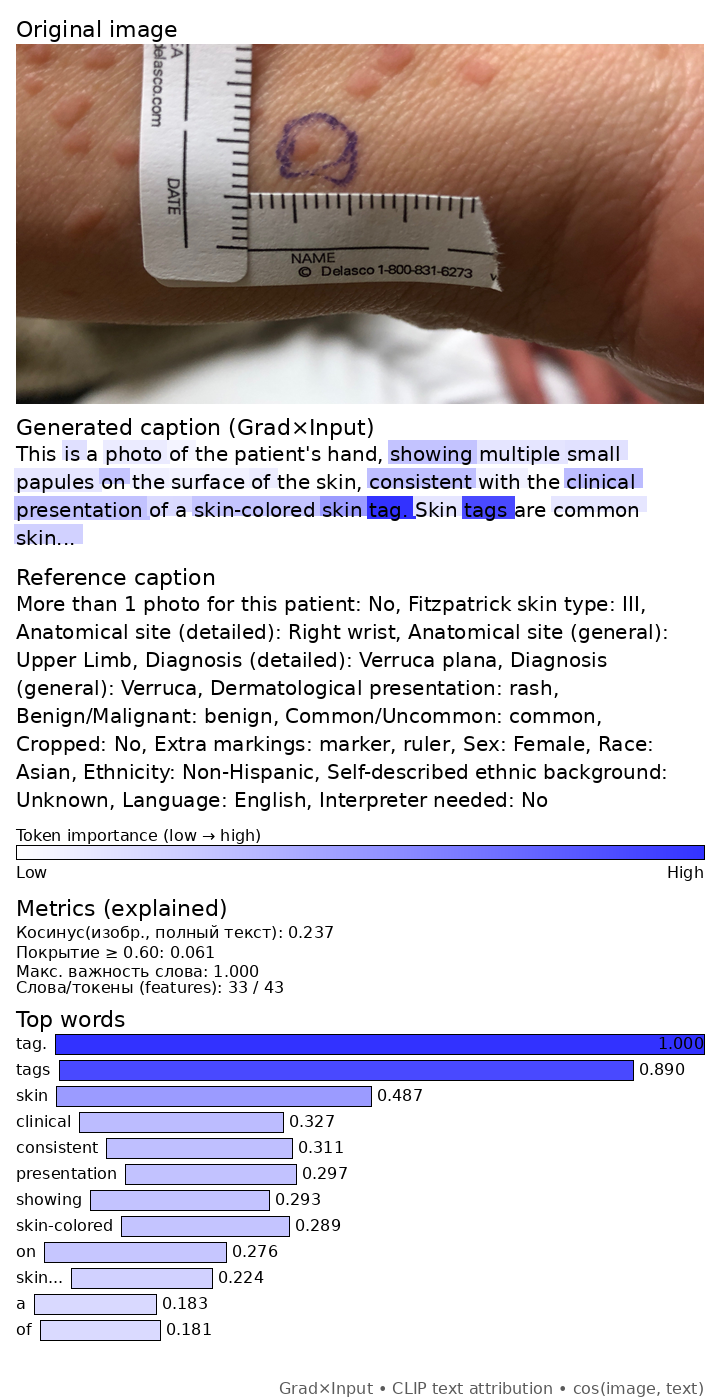 Original image
SA
delasco.com
DATE
NAME
© Delasco 1-800-831-6273
Generated caption (Grad×Input)
This is a photo of the patient's hand, showing multiple small
papules on the surface of the skin, consistent with the clinical
presentation of a skin-colored skin tag. Skin tags are common
skin...
Reference caption
More than 1 photo for this patient: No, Fitzpatrick skin type: III,
Anatomical site (detailed): Right wrist, Anatomical site (general):
Upper Limb, Diagnosis (detailed): Verruca plana, Diagnosis
(general): Verruca, Dermatological presentation: rash,
Benign/Malignant: benign, Common/Uncommon: common,
Cropped: No, Extra markings: marker, ruler, Sex: Female, Race:
Asian, Ethnicity: Non-Hispanic, Self-described ethnic background:
Unknown, Language: English, Interpreter needed: No
Token importance (low → high)
Low High
Metrics (explained)
Косинус(изобр., полный текст): 0.237
Покрытие ≥ 0.60: 0.061
Макс. важность слова: 1.000
Слова/токены (features): 33 / 43
Top words
tag. 1.000
tags 0.890
skin 0.487
clinical 0.327
consistent 0.311
presentation 0.297
showing 0.293
skin-colored 0.289
on 0.276
skin... 0.224
a 0.183
of 0.181
Grad×Input • CLIP text attribution • cos(image, text)